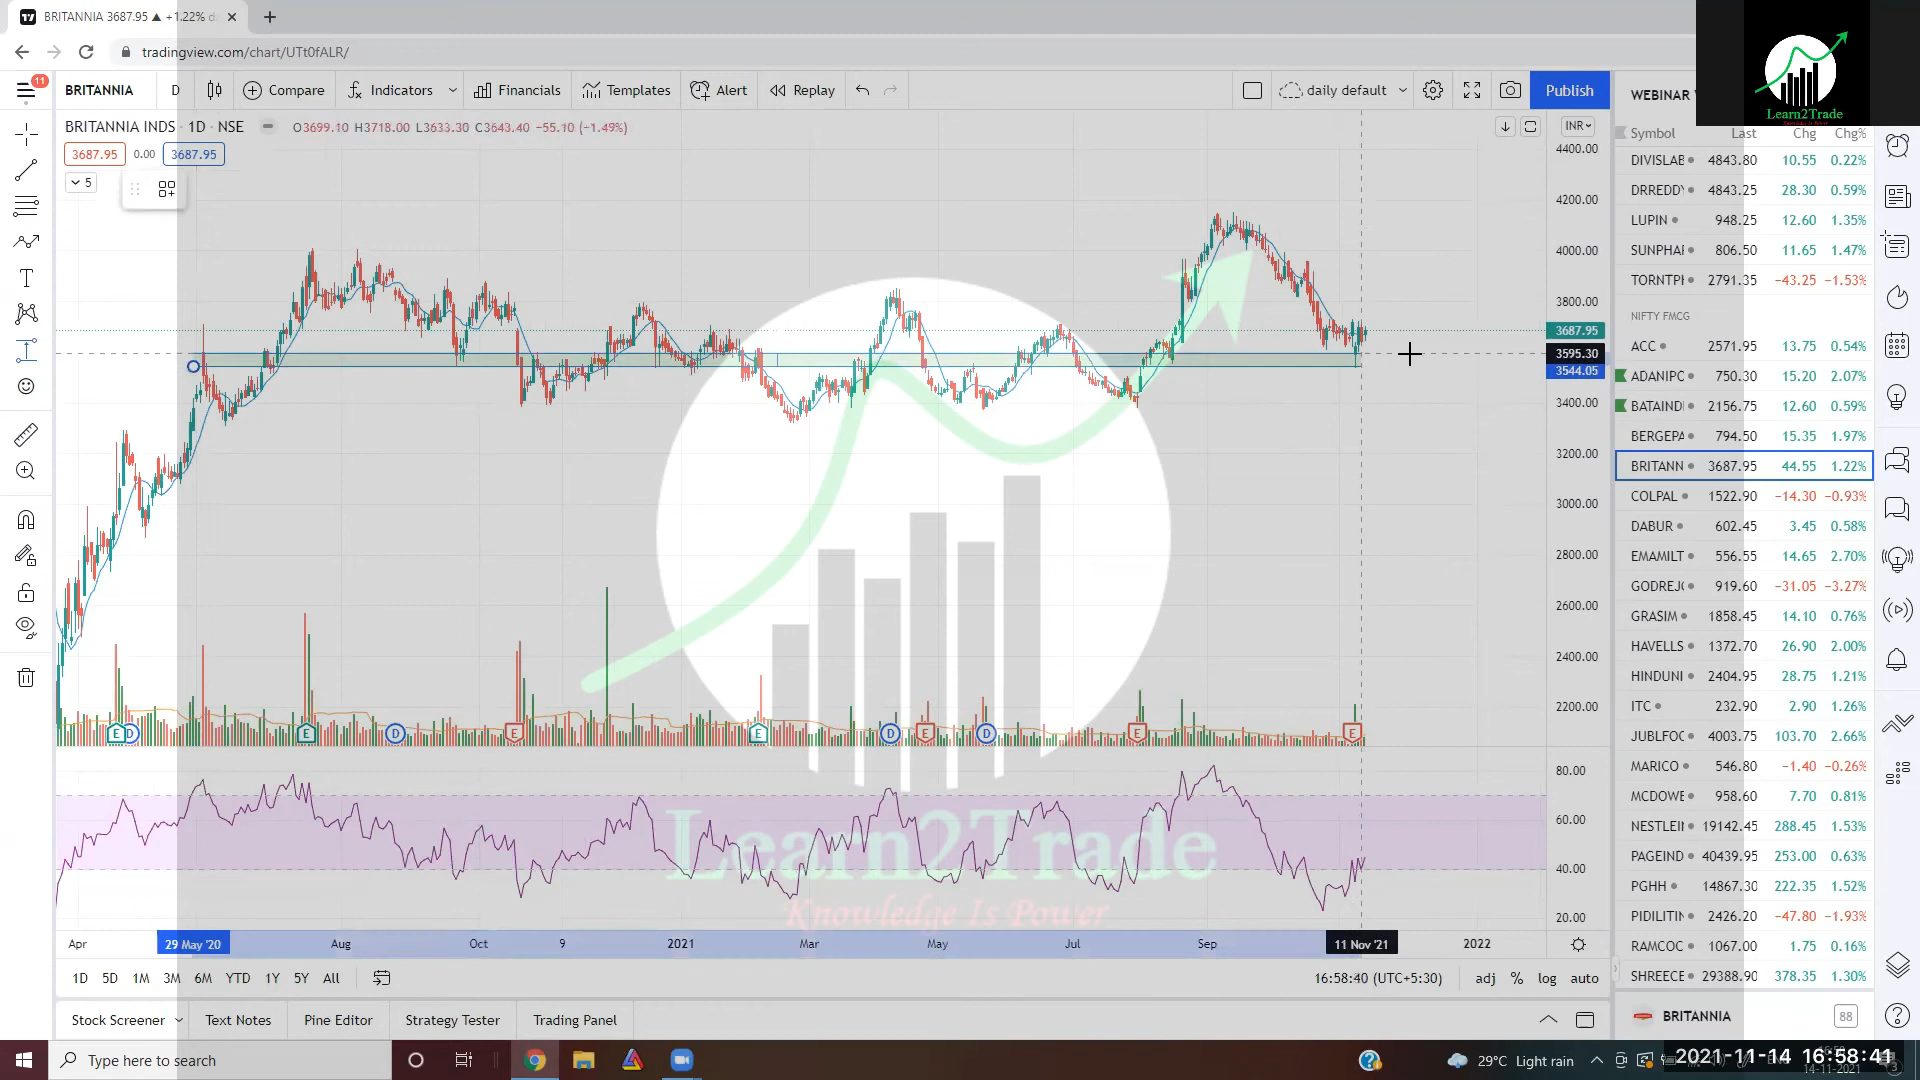 BRITANNIA 3687.95 ▲ +1.22% d
tradingview.com/chart/UTt0fALR/
11
BRITANNIA D Compare Indicators Financials Templates Alert Replay daily default Publish
BRITANNIA INDS · 1D · NSE O3699.10 H3718.00 L3633.30 C3643.40 −55.10 (−1.49%)
3687.95 0.00 3687.95
5
INR
4400.00
4200.00
4000.00
3800.00
3687.95
3595.30
3544.05
3400.00
3200.00
3000.00
2800.00
2600.00
2400.00
2200.00
E D E D E E D E D E E
80.00
60.00
40.00
20.00
Learn2Trade
Knowledge Is Power
Apr 29 May '20 Aug Oct 9 2021 Mar May Jul Sep 11 Nov '21 2022
1D 5D 1M 3M 6M YTD 1Y 5Y All 16:58:40 (UTC+5:30) adj % log auto
Stock Screener Text Notes Pine Editor Strategy Tester Trading Panel
WEBINAR
Learn2Trade
Symbol Last Chg Chg%
DIVISLAB 4843.80 10.55 0.22%
DRREDDY 4843.25 28.30 0.59%
LUPIN 948.25 12.60 1.35%
SUNPHAR 806.50 11.65 1.47%
TORNTPH 2791.35 −43.25 −1.53%
NIFTY FMCG
ACC 2571.95 13.75 0.54%
ADANIPO 750.30 15.20 2.07%
BATAINDI 2156.75 12.60 0.59%
BERGEPA 794.50 15.35 1.97%
BRITANN 3687.95 44.55 1.22%
COLPAL 1522.90 −14.30 −0.93%
DABUR 602.45 3.45 0.58%
EMAMILT 556.55 14.65 2.70%
GODREJC 919.60 −31.05 −3.27%
GRASIM 1858.45 14.10 0.76%
HAVELLS 1372.70 26.90 2.00%
HINDUNI 2404.95 28.75 1.21%
ITC 232.90 2.90 1.26%
JUBLFOO 4003.75 103.70 2.66%
MARICO 546.80 −1.40 −0.26%
MCDOWE 958.60 7.70 0.81%
NESTLEIN 19142.45 288.45 1.53%
PAGEIND 40439.95 253.00 0.63%
PGHH 14867.30 222.35 1.52%
PIDILITIN 2426.20 −47.80 −1.93%
RAMCOC 1067.00 1.75 0.16%
SHREECE 29388.90 378.35 1.30%
BRITANNIA 88
Type here to search
29°C Light rain
2021-11-14 16:58:41
14-11-2021